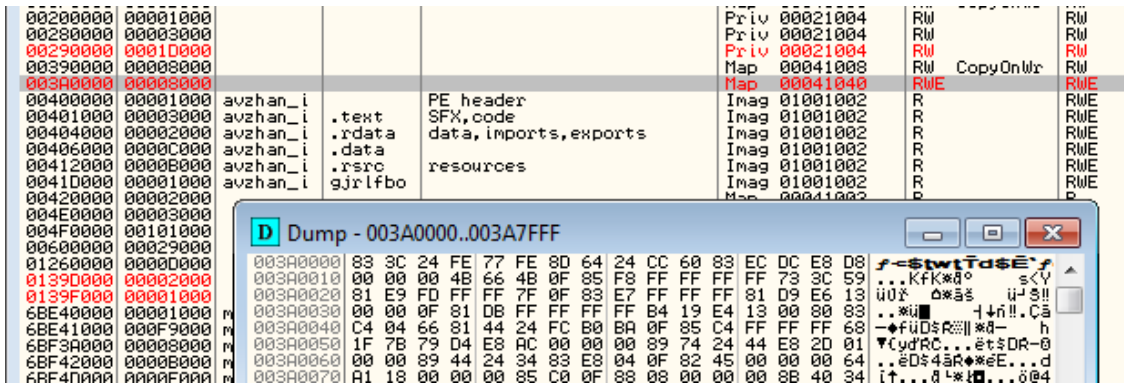 00200000 00001000 Priv 00021004 RW RW
00280000 00003000 Priv 00021004 RW RW
00290000 0001D000 Priv 00021004 RW RW
00390000 00008000 Map 00041008 RW CopyOnWr RW
003A0000 00008000 Map 00041040 RWE RWE
00400000 00001000 avzhan_i PE header Imag 01001002 R RWE
00401000 00003000 avzhan_i .text SFX,code Imag 01001002 R RWE
00404000 00002000 avzhan_i .rdata data,imports,exports Imag 01001002 R RWE
00406000 0000C000 avzhan_i .data Imag 01001002 R RWE
00412000 0000B000 avzhan_i .rsrc resources Imag 01001002 R RWE
0041D000 00001000 avzhan_i gjrlfbo Imag 01001002 R RWE
00420000 00002000
004E0000 00003000
004F0000 00101000
00600000 00029000
01260000 0000D000
0139D000 00002000
0139F000 00001000
6BE40000 00001000
6BE41000 000F9000
6BF3A000 00008000
6BF42000 0000B000
D Dump - 003A0000..003A7FFF
003A0000 83 3C 24 FE 77 FE 8D 64 24 CC 60 83 EC DC E8 D8
003A0010 00 00 00 4B 66 4B 0F 85 F8 FF FF FF FF 73 3C 59
003A0020 81 E9 FD FF FF 7F 0F 83 E7 FF FF FF 81 D9 E6 13
003A0030 00 00 0F 81 DB FF FF FF FF B4 19 E4 13 00 80 83
003A0040 C4 04 66 81 44 24 FC B0 BA 0F 85 C4 FF FF FF 68
003A0050 1F 7B 79 D4 E8 AC 00 00 00 89 74 24 44 E8 2D 01
003A0060 00 00 89 44 24 34 83 E8 04 0F 82 45 00 00 00 64
003A0070 A1 18 00 00 00 85 C0 0F 88 08 00 00 00 8B 40 34